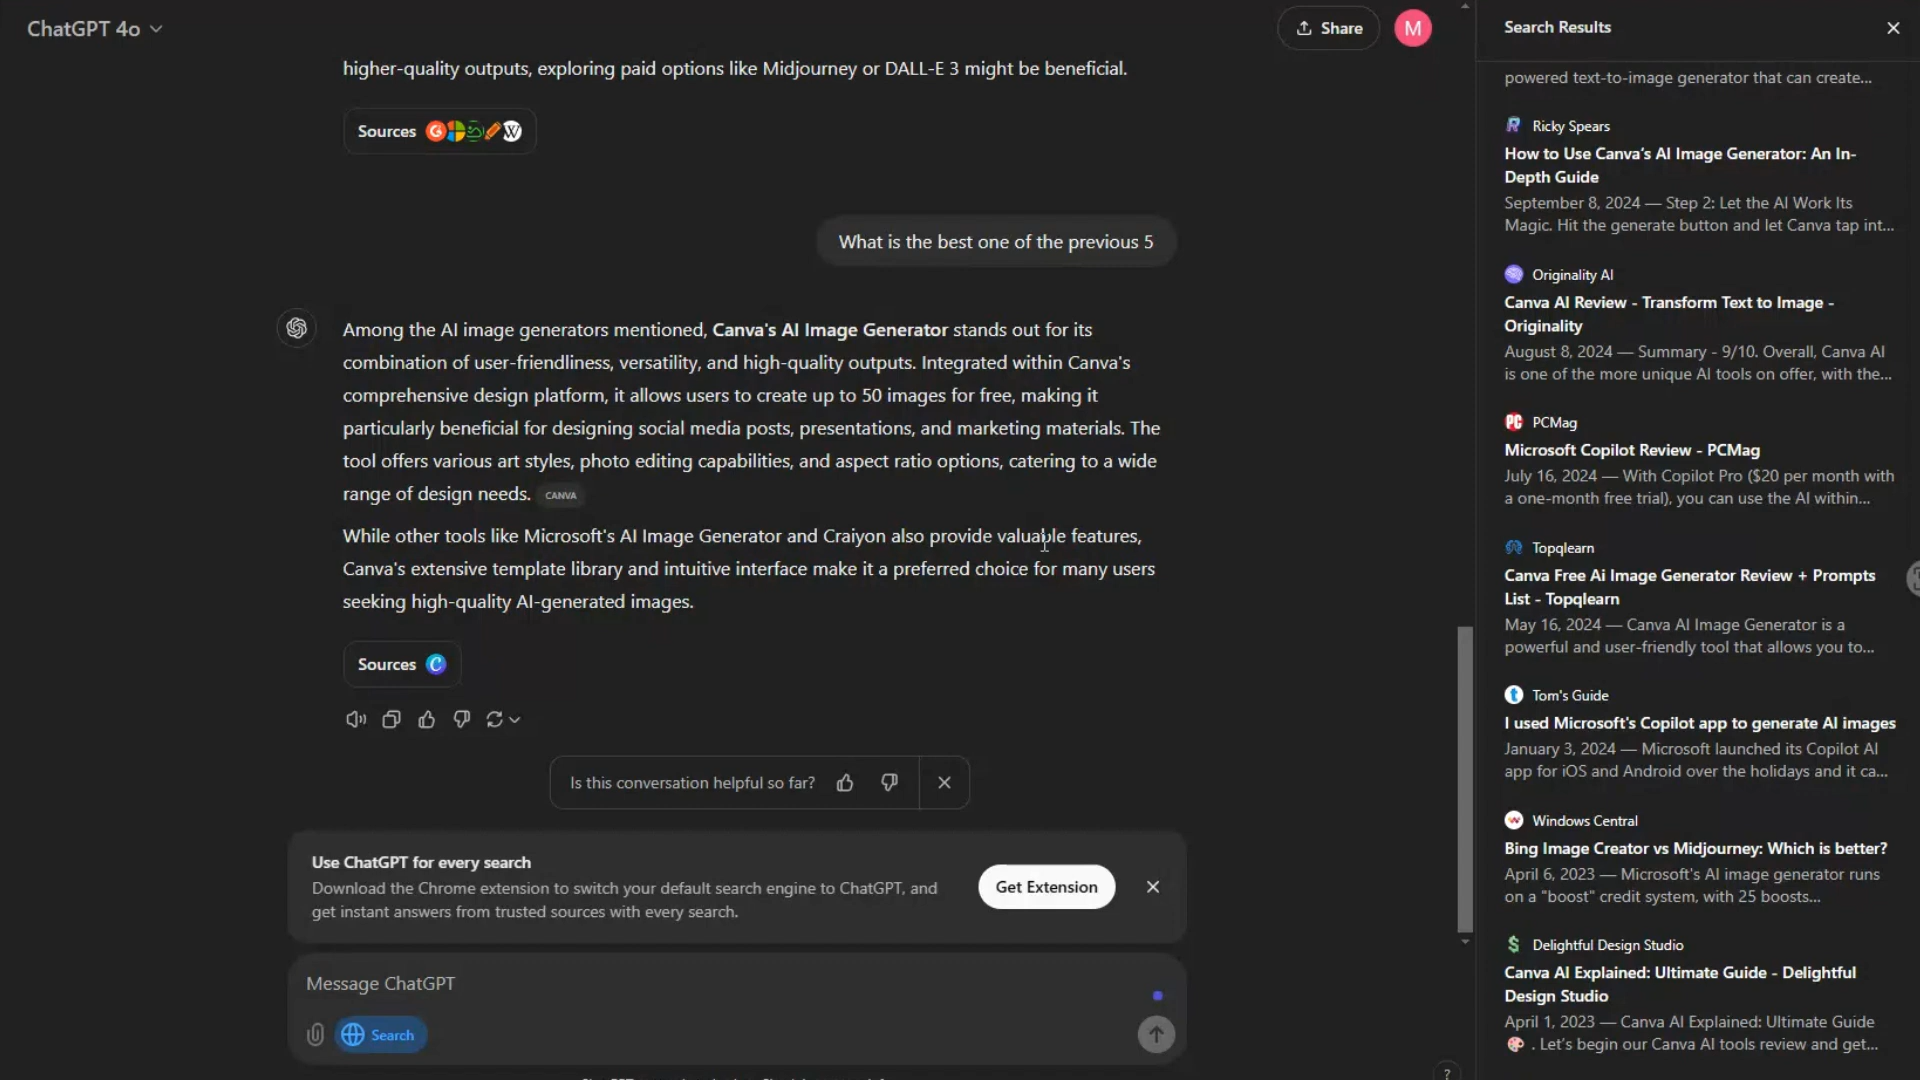 ChatGPT 4o
Share
M
higher-quality outputs, exploring paid options like Midjourney or DALL-E 3 might be beneficial.
Sources
What is the best one of the previous 5
Among the AI image generators mentioned, Canva's AI Image Generator stands out for its
combination of user-friendliness, versatility, and high-quality outputs. Integrated within Canva's
comprehensive design platform, it allows users to create up to 50 images for free, making it
particularly beneficial for designing social media posts, presentations, and marketing materials. The
tool offers various art styles, photo editing capabilities, and aspect ratio options, catering to a wide
range of design needs. CANVA
While other tools like Microsoft's AI Image Generator and Craiyon also provide valuable features,
Canva's extensive template library and intuitive interface make it a preferred choice for many users
seeking high-quality AI-generated images.
Sources
Is this conversation helpful so far?
Use ChatGPT for every search
Download the Chrome extension to switch your default search engine to ChatGPT, and
get instant answers from trusted sources with every search.
Get Extension
Message ChatGPT
Search
?
Search Results
powered text-to-image generator that can create...
Ricky Spears
How to Use Canva's AI Image Generator: An In-
Depth Guide
September 8, 2024 — Step 2: Let the AI Work Its
Magic. Hit the generate button and let Canva tap int...
Originality AI
Canva AI Review - Transform Text to Image -
Originality
August 8, 2024 — Summary - 9/10. Overall, Canva AI
is one of the more unique AI tools on offer, with the...
PCMag
Microsoft Copilot Review - PCMag
July 16, 2024 — With Copilot Pro ($20 per month with
a one-month free trial), you can use the AI within...
Topqlearn
Canva Free Ai Image Generator Review + Prompts
List - Topqlearn
May 16, 2024 — Canva AI Image Generator is a
powerful and user-friendly tool that allows you to...
Tom's Guide
I used Microsoft's Copilot app to generate AI images
January 3, 2024 — Microsoft launched its Copilot AI
app for iOS and Android over the holidays and it ca...
Windows Central
Bing Image Creator vs Midjourney: Which is better?
April 6, 2023 — Microsoft's AI image generator runs
on a "boost" credit system, with 25 boosts...
Delightful Design Studio
Canva AI Explained: Ultimate Guide - Delightful
Design Studio
April 1, 2023 — Canva AI Explained: Ultimate Guide
🎨 . Let's begin our Canva AI tools review and get...